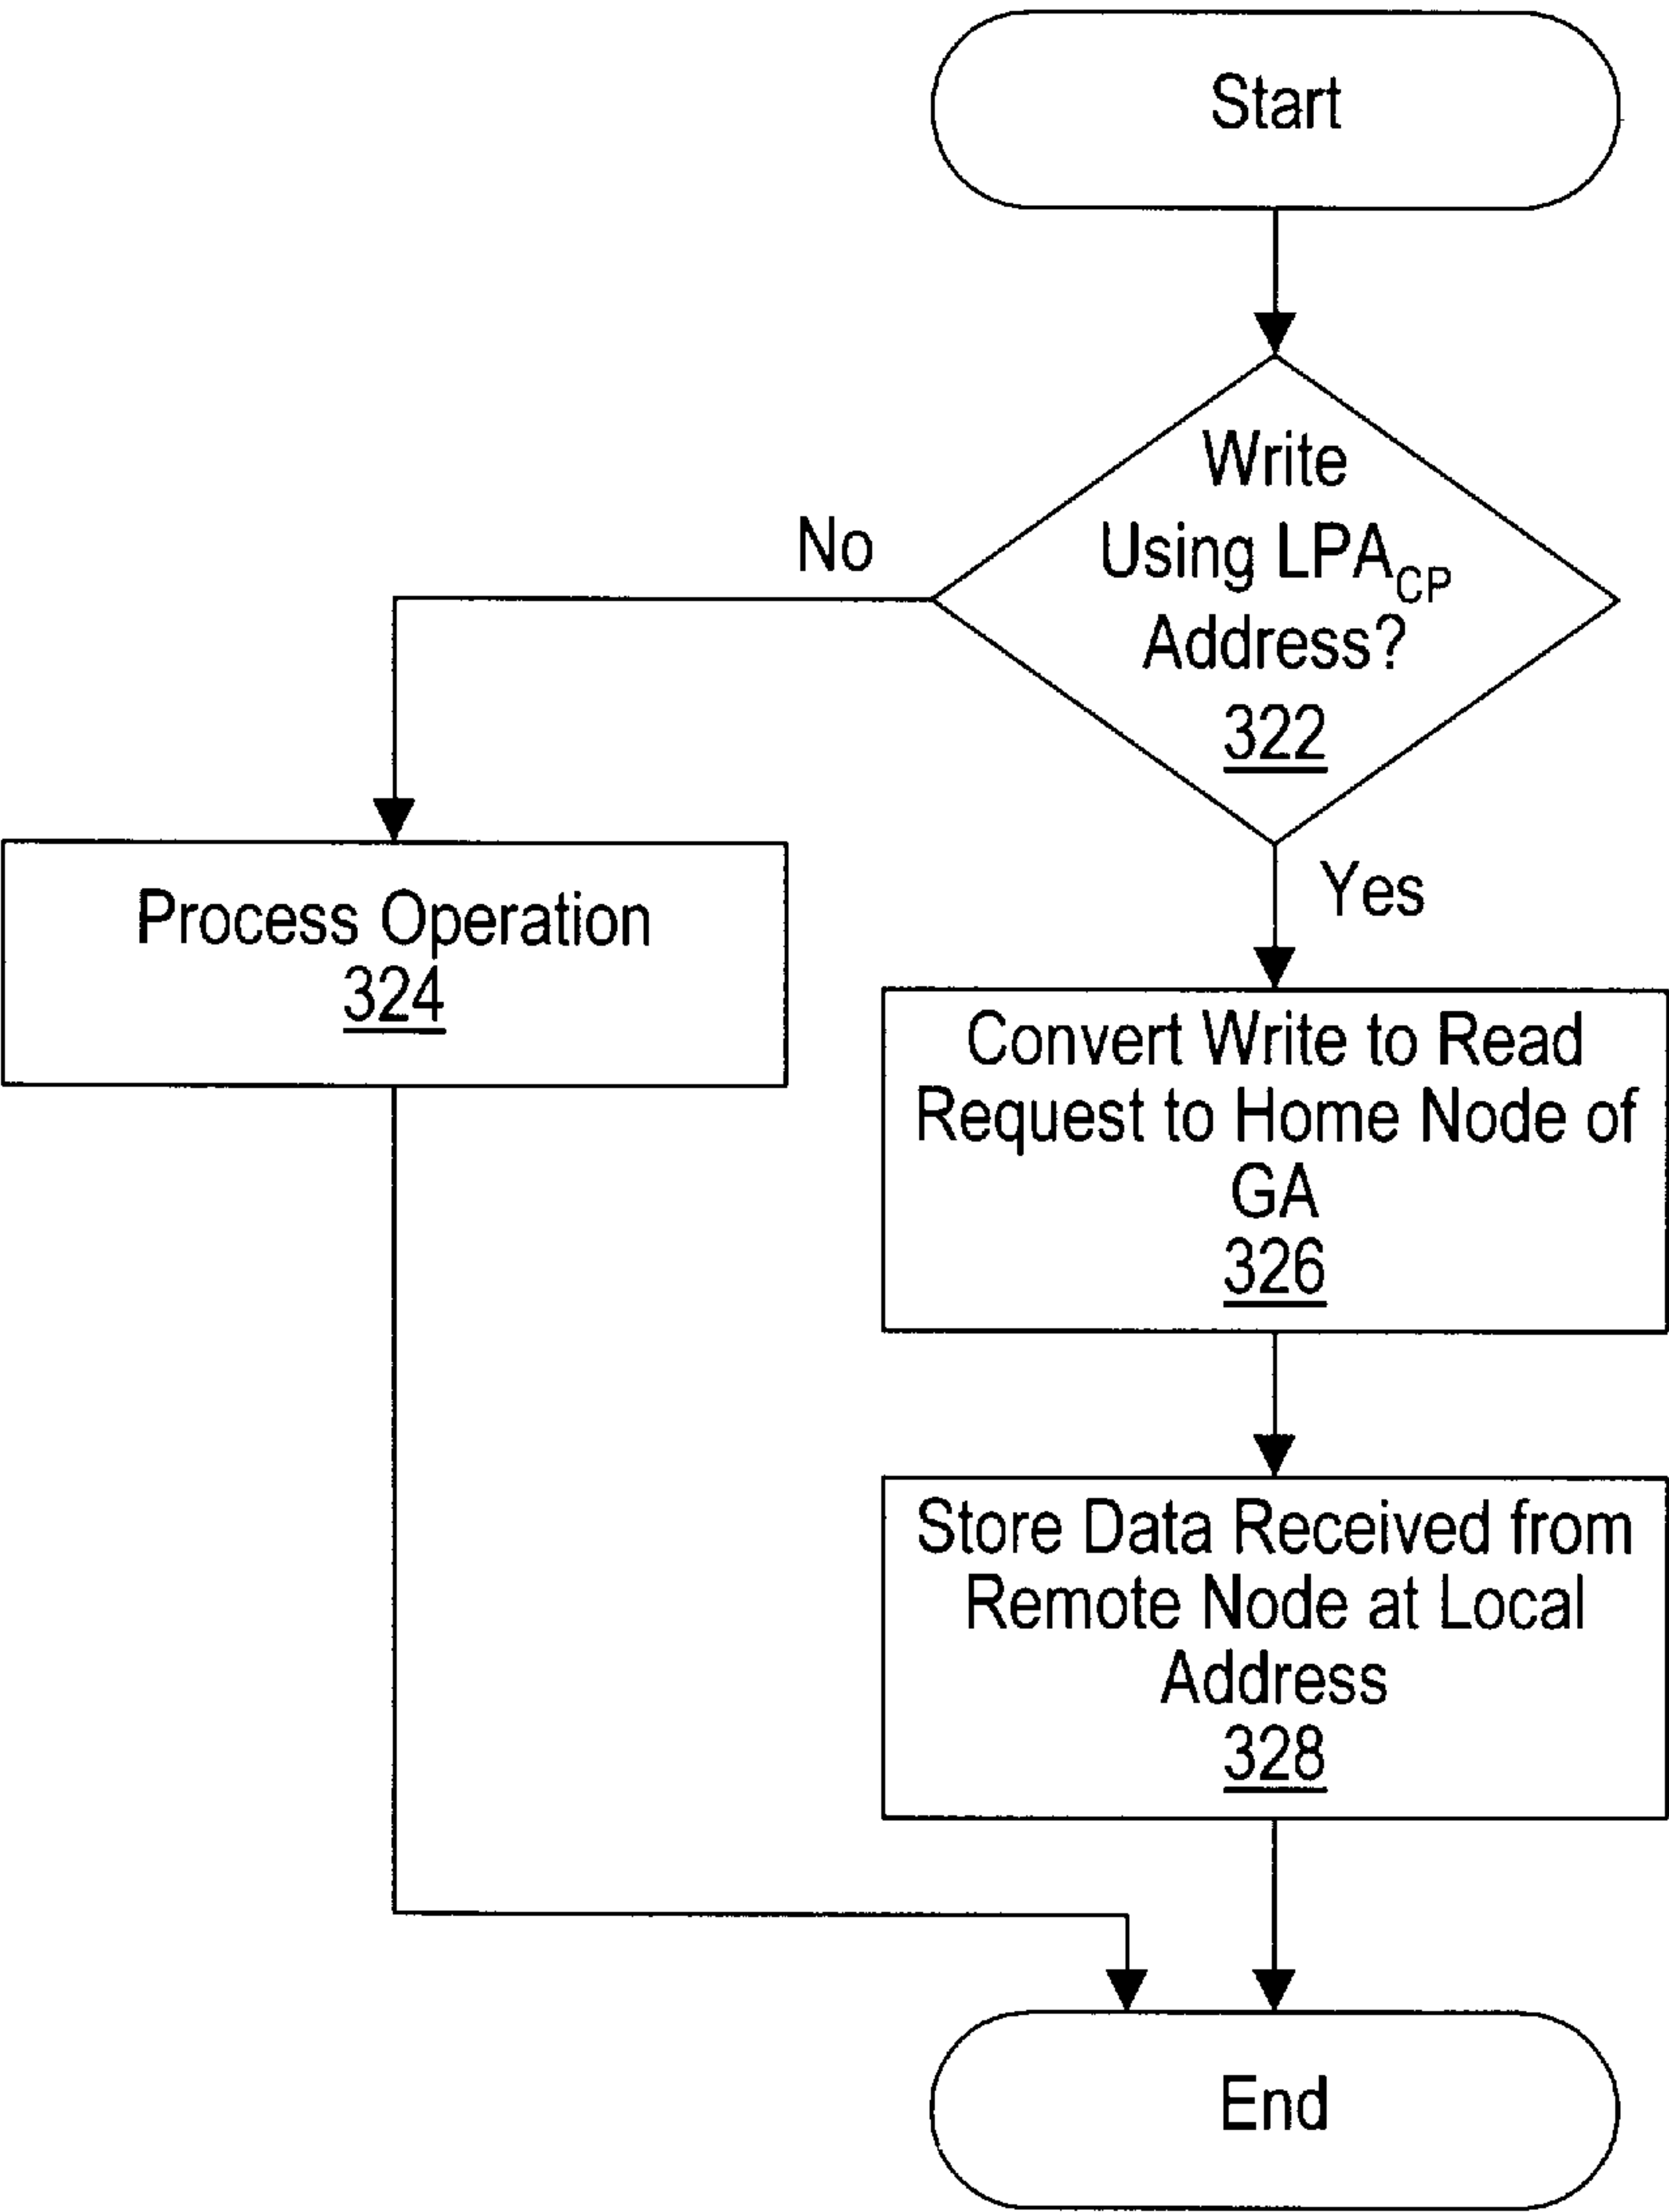 Start
Write
Using LPA_CP
Address?
322
No
Yes
Process Operation
324
Convert Write to Read
Request to Home Node of
GA
326
Store Data Received from
Remote Node at Local
Address
328
End